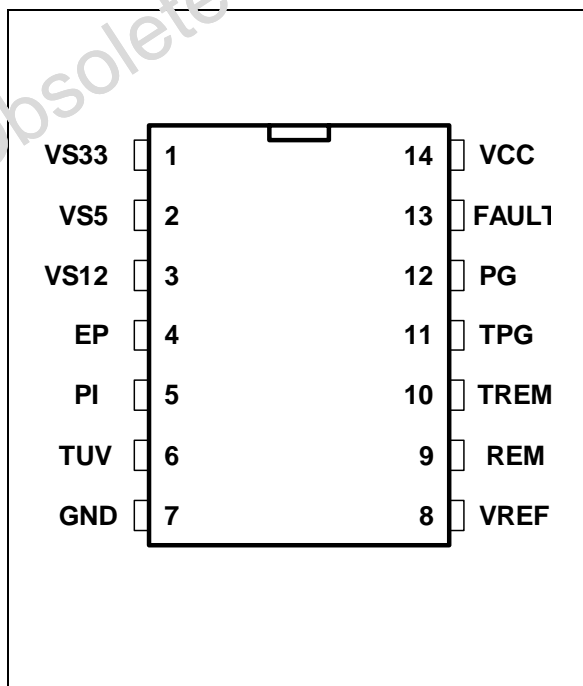 obsolete
VS33 1 14 VCC
VS5 2 13 FAULT
VS12 3 12 PG
EP 4 11 TPG
PI 5 10 TREM
TUV 6 9 REM
GND 7 8 VREF